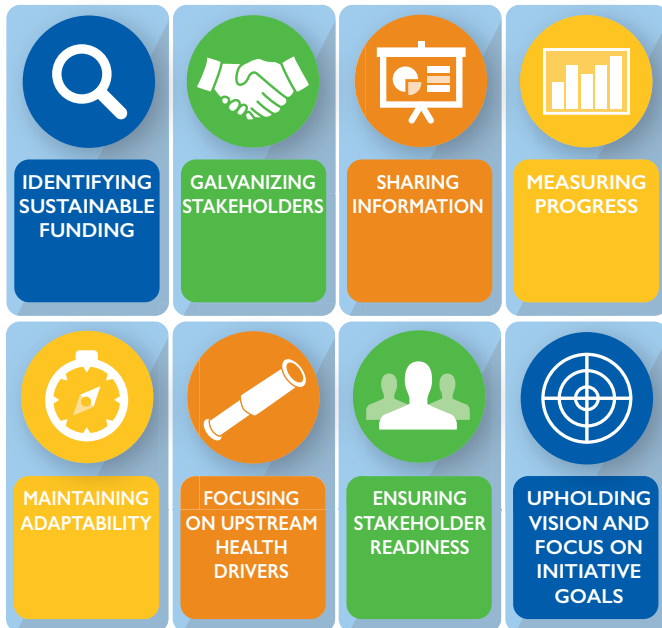 IDENTIFYING
SUSTAINABLE
FUNDING
GALVANIZING
STAKEHOLDERS
SHARING
INFORMATION
MEASURING
PROGRESS
MAINTAINING
ADAPTABILITY
FOCUSING
ON UPSTREAM
HEALTH
DRIVERS
ENSURING
STAKEHOLDER
READINESS
UPHOLDING
VISION AND
FOCUS ON
INITIATIVE
GOALS